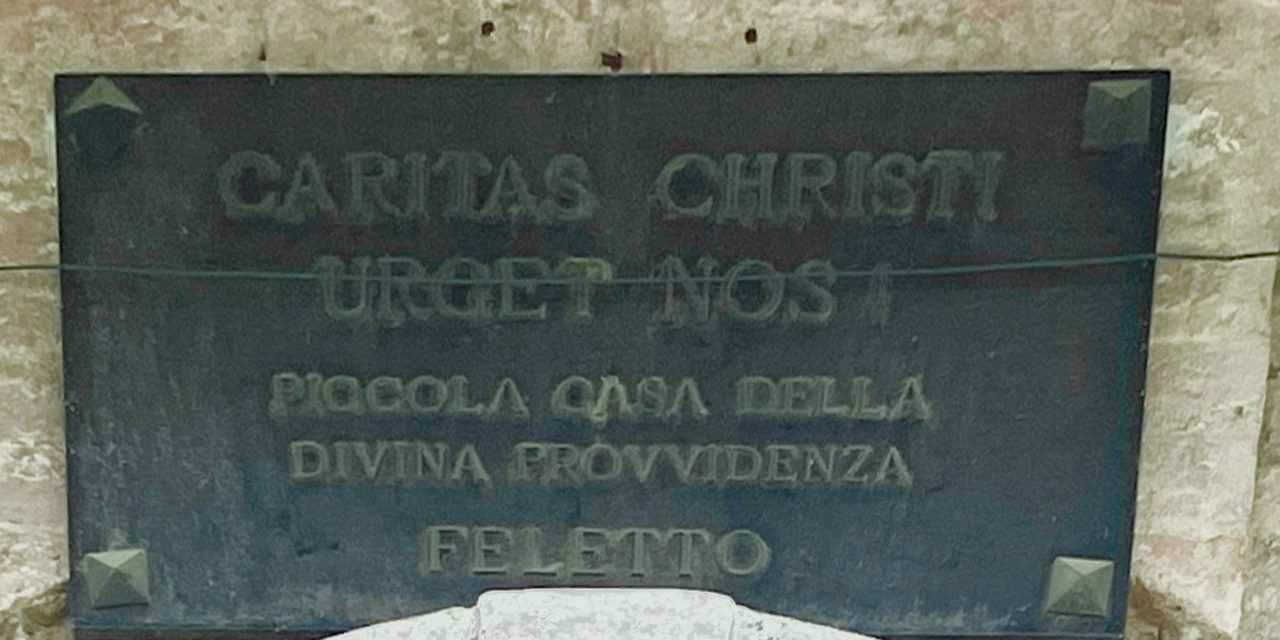 CARITAS CHRISTI
URGET NOS!
PICCOLA CASA DELLA
DIVINA PROVVIDENZA
FELETTO